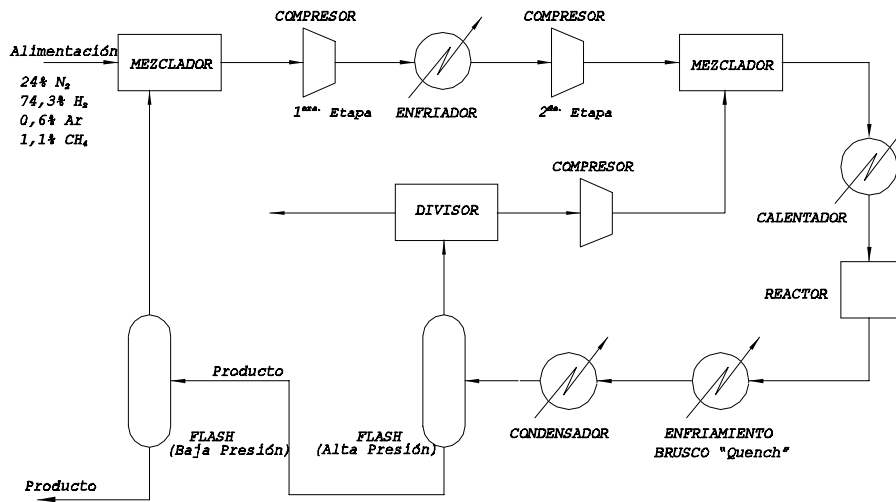 COMPRESOR
COMPRESOR
Alimentación
MEZCLADOR
MEZCLADOR
24% N₂
74,3% H₂
0,6% Ar
1,1% CH₄
1ᵉʳᵃ· Etapa
ENFRIADOR
2ᵈᵃ· Etapa
COMPRESOR
DIVISOR
CALENTADOR
REACTOR
Producto
FLASH
(Baja Presión)
FLASH
(Alta Presión)
CONDENSADOR
ENFRIAMIENTO
BRUSCO "Quench"
Producto